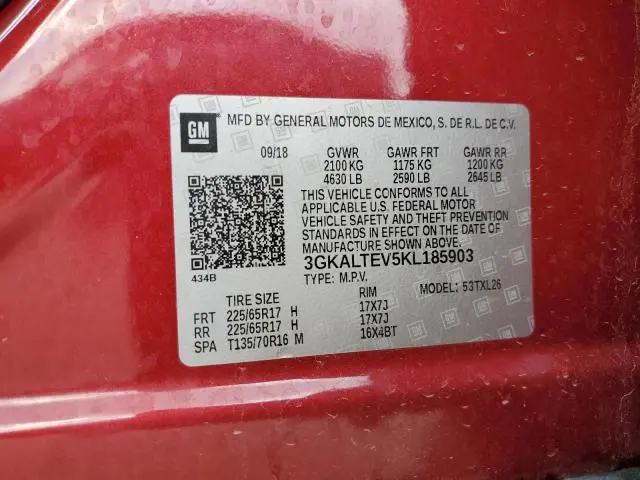 GM MFD BY GENERAL MOTORS DE MEXICO, S. DE R.L. DE C.V.
09/18 GVWR GAWR FRT GAWR RR
2100 KG 1175 KG 1200 KG
4630 LB 2590 LB 2645 LB
THIS VEHICLE CONFORMS TO ALL
APPLICABLE U.S. FEDERAL MOTOR
VEHICLE SAFETY AND THEFT PREVENTION
STANDARDS IN EFFECT ON THE DATE OF
MANUFACTURE SHOWN ABOVE.
434B 3GKALTEV5KL185903
TYPE: M.P.V. MODEL: 53TXL26
TIRE SIZE RIM
FRT 225/65R17 H 17X7J
RR 225/65R17 H 17X7J
SPA T135/70R16 M 16X4BT